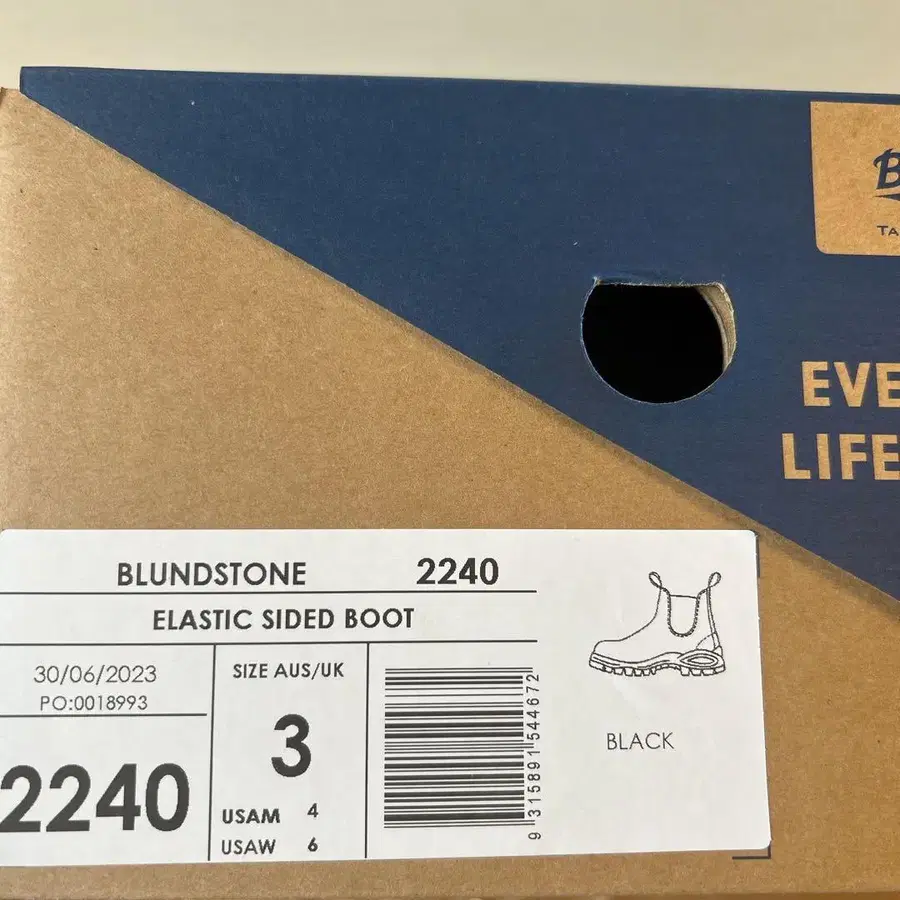 EVE
LIFE
BLUNDSTONE 2240
ELASTIC SIDED BOOT
30/06/2023
PO:0018993
2240
SIZE AUS/UK
3
USAM 4
USAW 6
9 315891 544672
BLACK